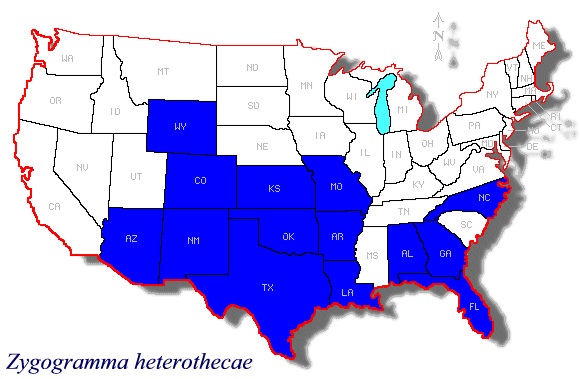 N
N
WA
MT
ND
MN
ME
VT
NH
OR
ID
SD
WI
MI
NY
MA
RI
CT
WY
IA
PA
NJ
NV
UT
NE
IL
IN
OH
MD
DE
CA
CO
KS
MO
WV
VA
KY
NC
TN
AZ
NM
OK
AR
SC
MS
AL
GA
TX
LA
FL
Zygogramma heterothecae